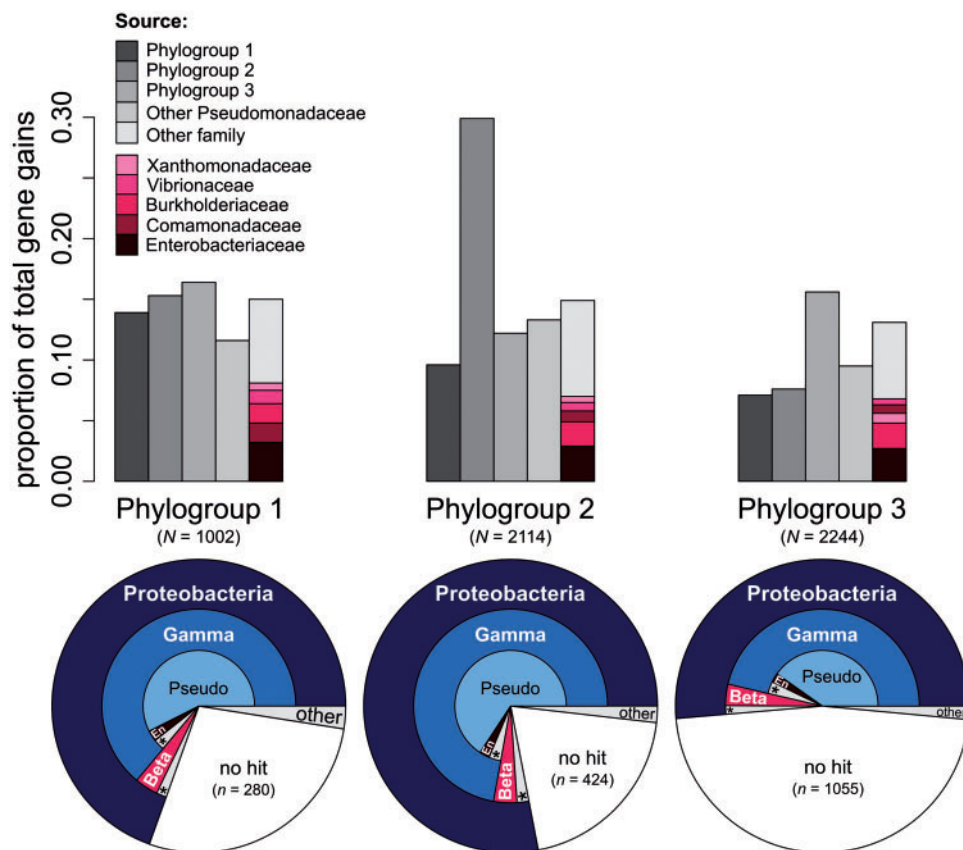 Source:
Phylogroup 1
Phylogroup 2
Phylogroup 3
Other Pseudomonadaceae
Other family
Xanthomonadaceae
Vibrionaceae
Burkholderiaceae
Comamonadaceae
Enterobacteriaceae
proportion of total gene gains
0.30
0.20
0.10
0.00
Phylogroup 1
(N = 1002)
Phylogroup 2
(N = 2114)
Phylogroup 3
(N = 2244)
Proteobacteria
Gamma
Pseudo
En
*
Beta
*
other
no hit
(n = 280)
Proteobacteria
Gamma
Pseudo
En
*
Beta
*
other
no hit
(n = 424)
Proteobacteria
Gamma
Pseudo
En
*
Beta
*
other
no hit
(n = 1055)